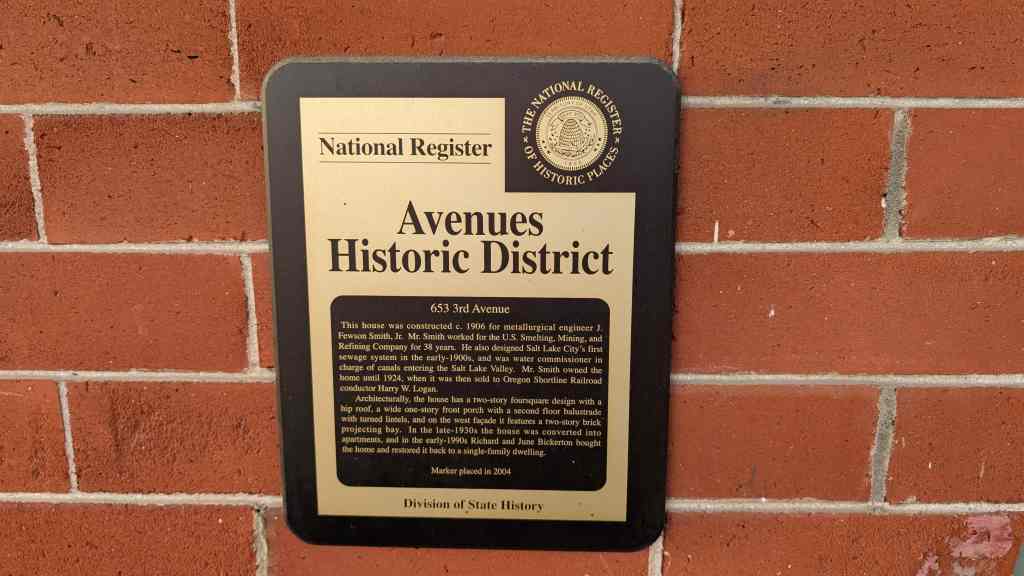 THE NATIONAL REGISTER
OF HISTORIC PLACES
National Register
Avenues
Historic District
653 3rd Avenue
This house was constructed c. 1906 for metallurgical engineer J.
Fewson Smith, Jr. Mr. Smith worked for the U.S. Smelting, Mining, and
Refining Company for 38 years. He also designed Salt Lake City's first
sewage system in the early-1900s, and was water commissioner in
charge of canals entering the Salt Lake Valley. Mr. Smith owned the
home until 1924, when it was then sold to Oregon Shortline Railroad
conductor Harry W. Logan.
Architecturally, the house has a two-story foursquare design with a
hip roof, a wide one-story front porch with a second floor balustrade
with turned lintels, and on the west façade it features a two-story brick
projecting bay. In the late-1930s the house was converted into
apartments, and in the early-1990s Richard and June Bickerton bought
the home and restored it back to a single-family dwelling.
Marker placed in 2004
Division of State History